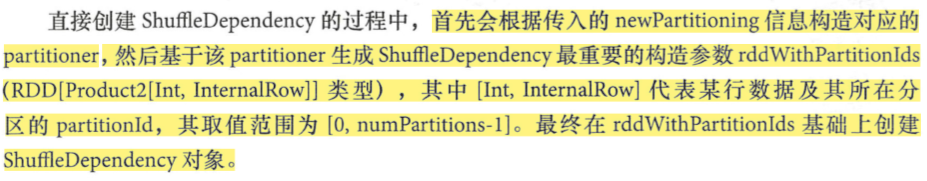 直接创建 ShuffleDependency 的过程中，首先会根据传入的 newPartitioning 信息构造对应的
partitioner，然后基于该 partitioner 生成 ShuffleDependency 最重要的构造参数 rddWithPartitionIds
(RDD[Product2[Int, InternalRow]] 类型），其中 [Int, InternalRow] 代表某行数据及其所在分
区的 partitionId，其取值范围为 [0, numPartitions-1]。最终在 rddWithPartitionIds 基础上创建
ShuffleDependency 对象。